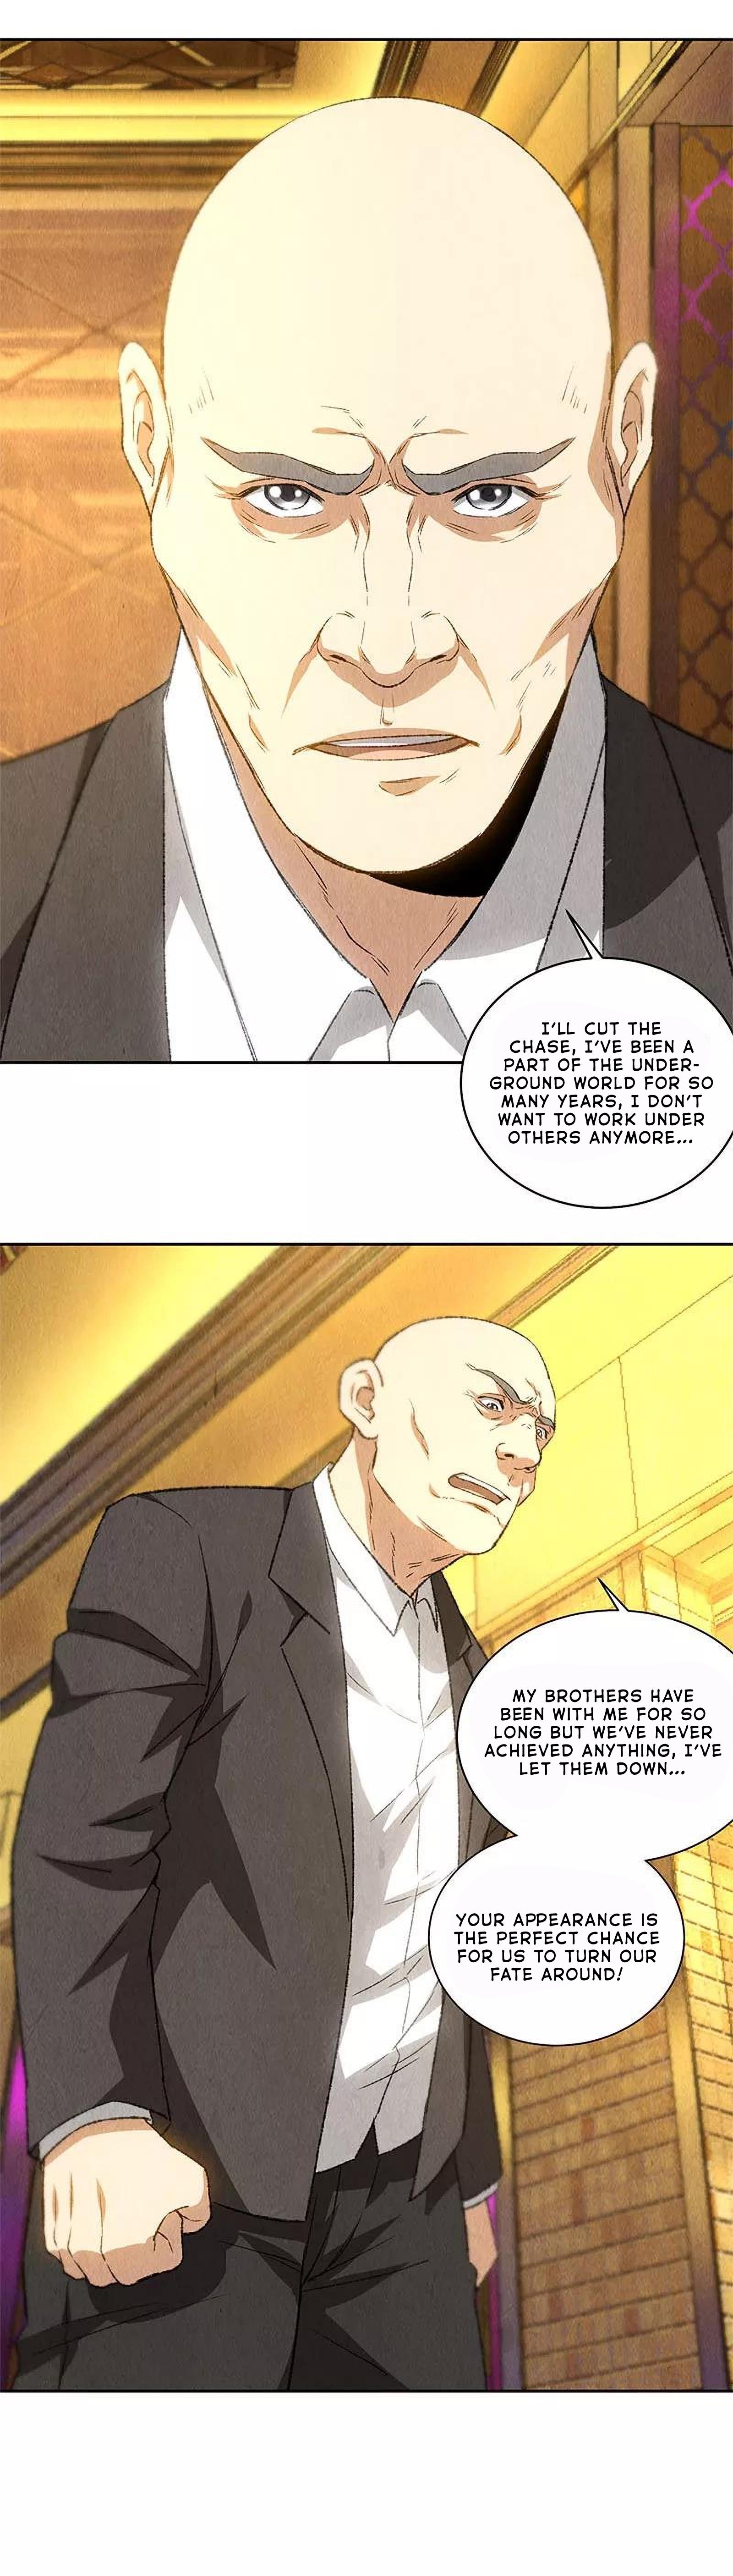 I'LL CUT THE
CHASE, I'VE BEEN A
PART OF THE UNDER-
GROUND WORLD FOR SO
MANY YEARS, I DON'T
WANT TO WORK UNDER
OTHERS ANYMORE...
MY BROTHERS HAVE
BEEN WITH ME FOR SO
LONG BUT WE'VE NEVER
ACHIEVED ANYTHING, I'VE
LET THEM DOWN...
YOUR APPEARANCE IS
THE PERFECT CHANCE
FOR US TO TURN OUR
FATE AROUND!